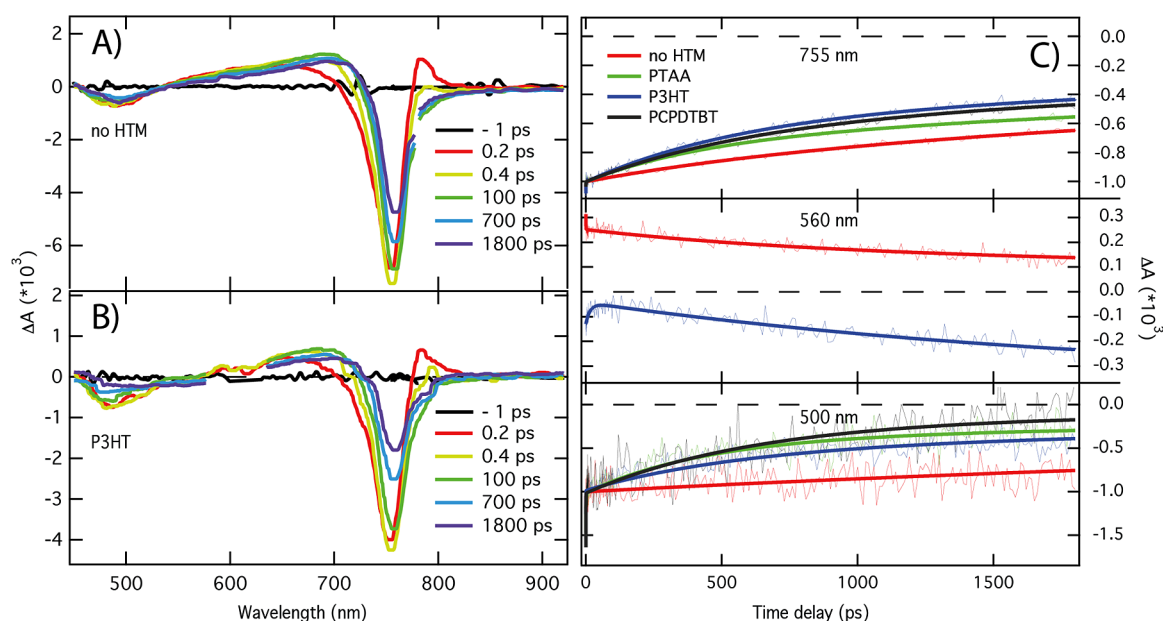 A)
2
0
-2
-4
-6
no HTM
- 1 ps
0.2 ps
0.4 ps
100 ps
700 ps
1800 ps
ΔA (*10³)
B)
2
1
0
-1
-2
-3
-4
P3HT
- 1 ps
0.2 ps
0.4 ps
100 ps
700 ps
1800 ps
500 600 700 800 900
Wavelength (nm)
C)
no HTM
PTAA
P3HT
PCPDTBT
755 nm
0.0
-0.4
-0.6
-0.8
-1.0
560 nm
0.3
0.2
0.1
0.0
-0.1
-0.3
ΔA (*10³)
500 nm
0.0
-0.5
-1.0
-1.5
0 500 1000 1500
Time delay (ps)